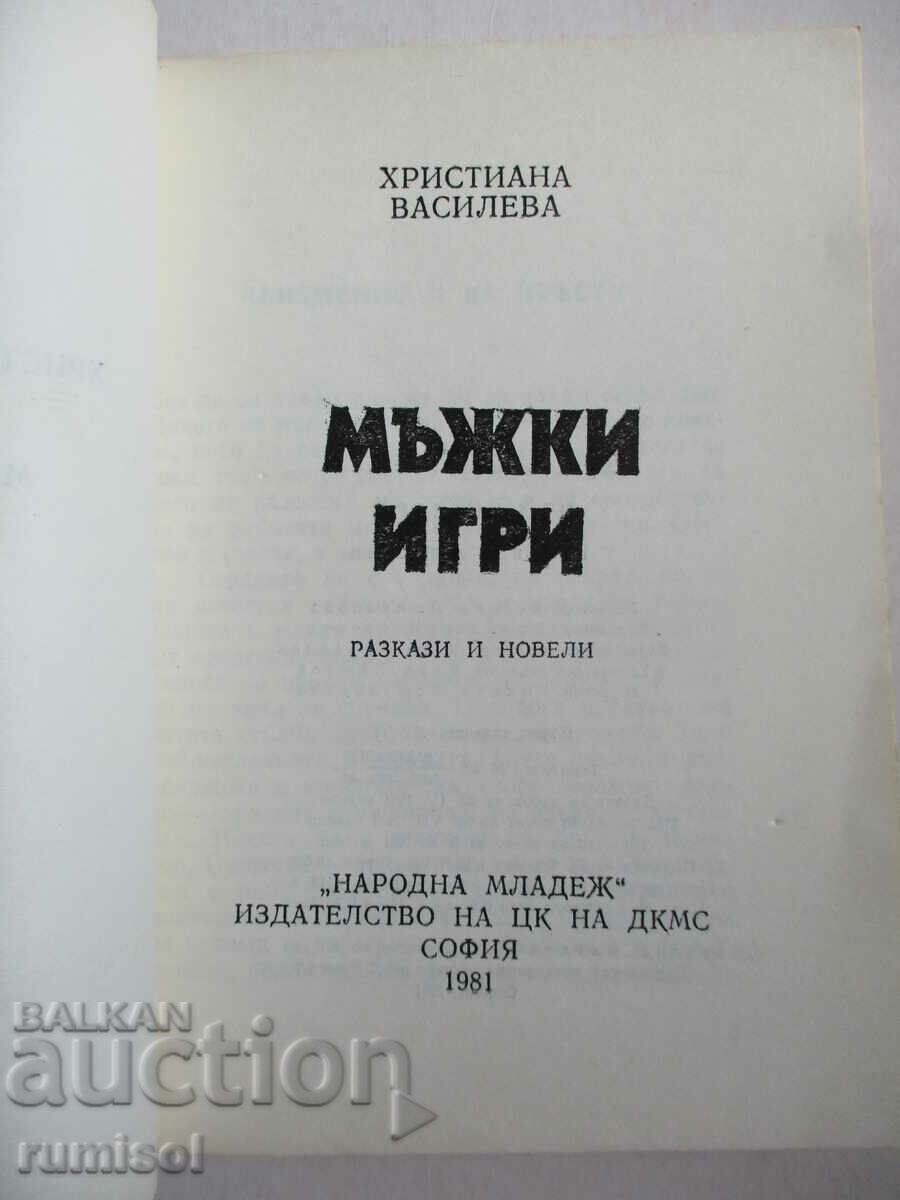 ХРИСТИАНА
ВАСИЛЕВА
МЪЖКИ
ИГРИ
РАЗКАЗИ И НОВЕЛИ
„НАРОДНА МЛАДЕЖ“
ИЗДАТЕЛСТВО НА ЦК НА ДКМС
СОФИЯ
1981
BALKAN
auction
rumisol